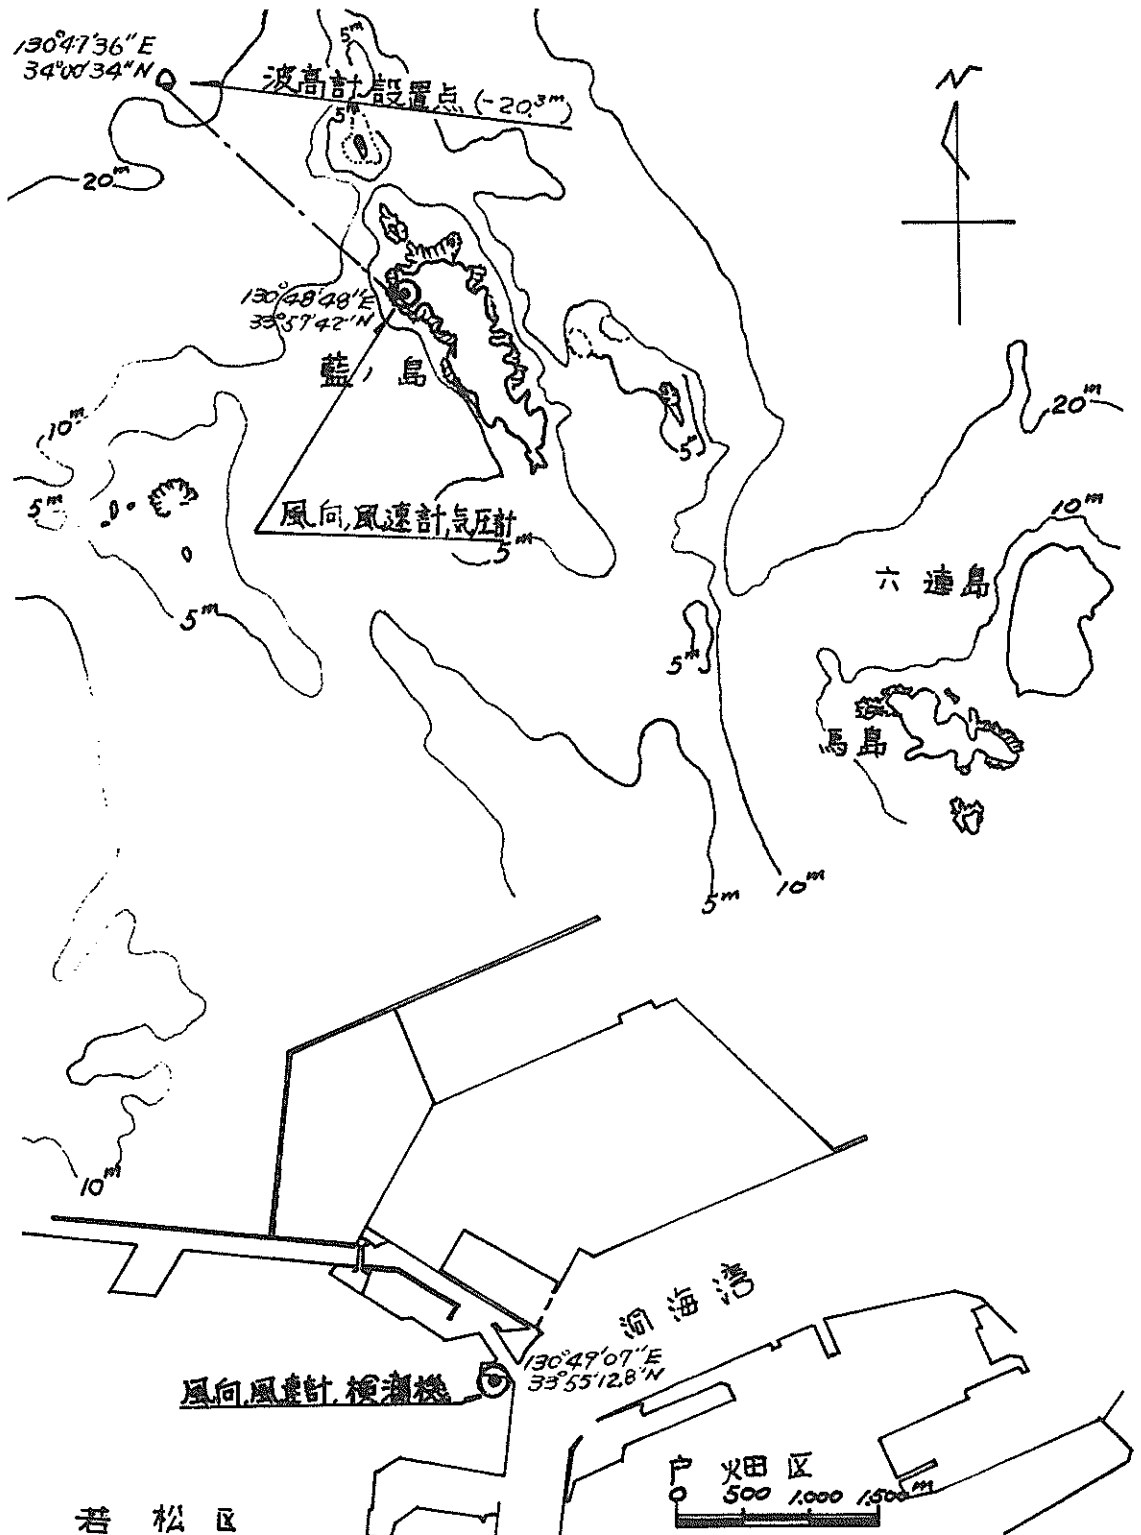 130°47'36"E
34°00'34"N
5m
波高計設置点 (-20.3m)
5m
N
20m
130°48'48"E
33°57'42"N
藍ノ島
20m
10m
5m
5m
10m
風向,風速計,気圧計
5m
六連島
5m
5m
馬島
5m
10m
10m
洞海湾
130°49'07"E
33°55'12.8"N
風向,風速計,検潮機
戸畑区
0 500 1.000 1.500m
若松区